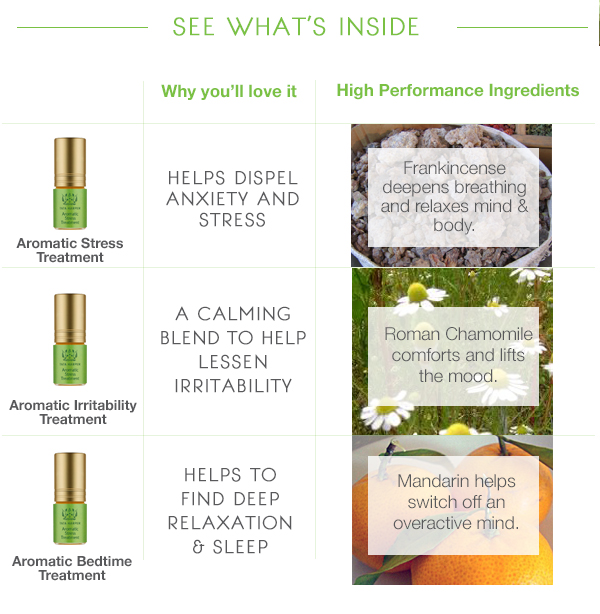 SEE WHAT'S INSIDE
Why you'll love it
High Performance Ingredients
Aromatic Stress
Treatment
HELPS DISPEL
ANXIETY AND
STRESS
Frankincense
deepens breathing
and relaxes mind &
body.
Aromatic Irritability
Treatment
A CALMING
BLEND TO HELP
LESSEN
IRRITABILITY
Roman Chamomile
comforts and lifts
the mood.
Aromatic Bedtime
Treatment
HELPS TO
FIND DEEP
RELAXATION
& SLEEP
Mandarin helps
switch off an
overactive mind.